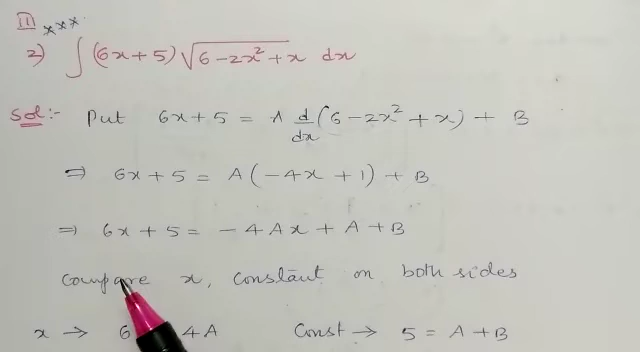 II ***
2) ∫ (6x+5) √(6-2x²+x) dx
Sol:- Put 6x+5 = A d/dx (6-2x²+x) + B
⇒ 6x+5 = A(-4x+1) + B
⇒ 6x+5 = -4Ax + A + B
Compare x, constant on both sides
x → 6 4A Const → 5 = A+B